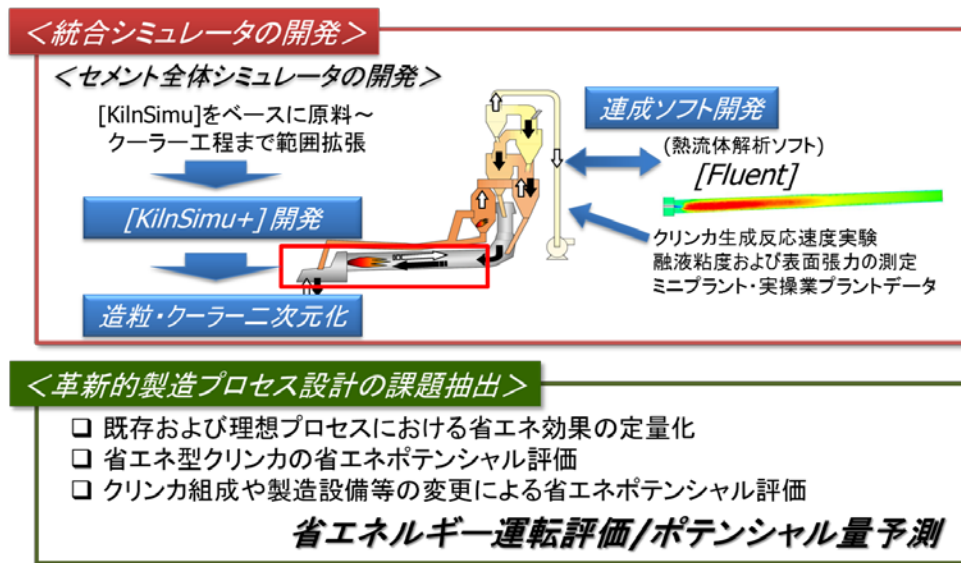 ＜統合シミュレータの開発＞
＜セメント全体シミュレータの開発＞
[KilnSimu]をベースに原料～
クーラー工程まで範囲拡張
[KilnSimu+]開発
造粒・クーラー二次元化
連成ソフト開発
(熱流体解析ソフト)
[Fluent]
クリンカ生成反応速度実験
融液粘度および表面張力の測定
ミニプラント・実操業プラントデータ
＜革新的製造プロセス設計の課題抽出＞
❑ 既存および理想プロセスにおける省エネ効果の定量化
❑ 省エネ型クリンカの省エネポテンシャル評価
❑ クリンカ組成や製造設備等の変更による省エネポテンシャル評価
省エネルギー運転評価/ポテンシャル量予測